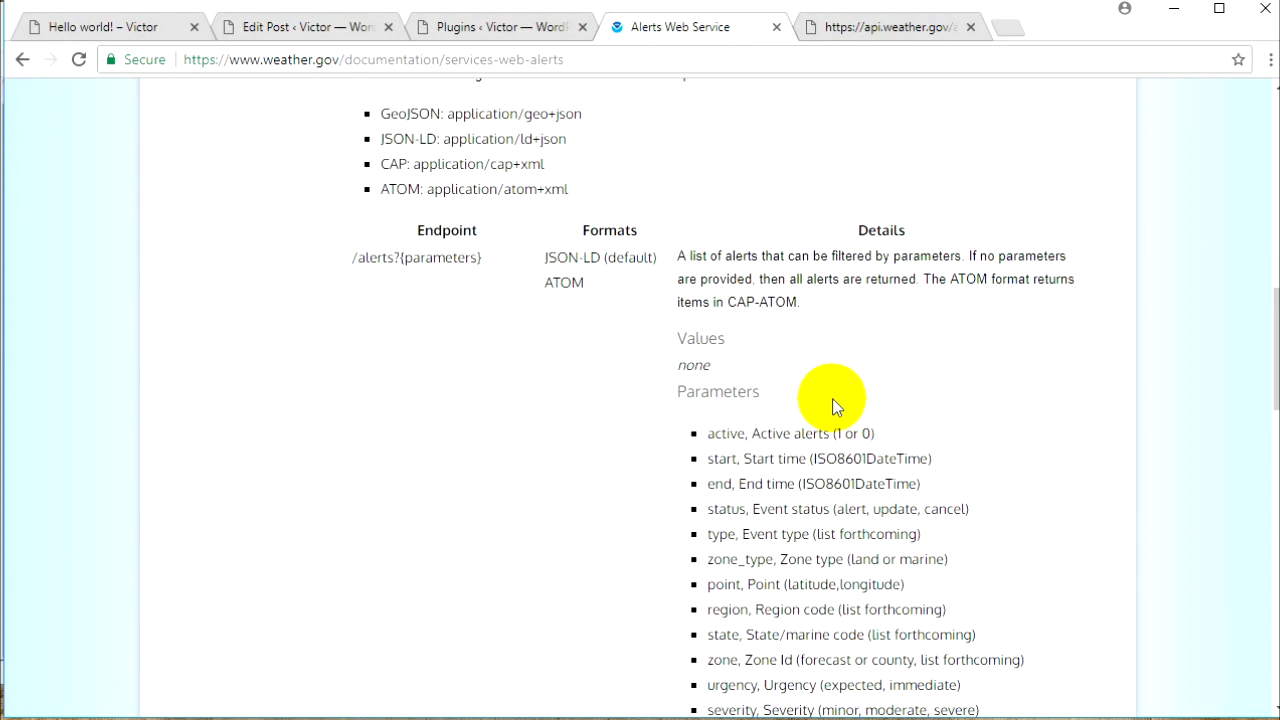 Hello world! – Victor
Edit Post ‹ Victor — Wor
Plugins ‹ Victor — Word
Alerts Web Service
https://api.weather.gov/
Secure
https://www.weather.gov/documentation/services-web-alerts
GeoJSON: application/geo+json
JSON-LD: application/ld+json
CAP: application/cap+xml
ATOM: application/atom+xml
Endpoint Formats Details
/alerts?{parameters}
JSON-LD (default)
ATOM
A list of alerts that can be filtered by parameters. If no parameters
are provided, then all alerts are returned. The ATOM format returns
items in CAP-ATOM.
Values
none
Parameters
active, Active alerts (1 or 0)
start, Start time (ISO8601DateTime)
end, End time (ISO8601DateTime)
status, Event status (alert, update, cancel)
type, Event type (list forthcoming)
zone_type, Zone type (land or marine)
point, Point (latitude,longitude)
region, Region code (list forthcoming)
state, State/marine code (list forthcoming)
zone, Zone Id (forecast or county, list forthcoming)
urgency, Urgency (expected, immediate)
severity, Severity (minor, moderate, severe)